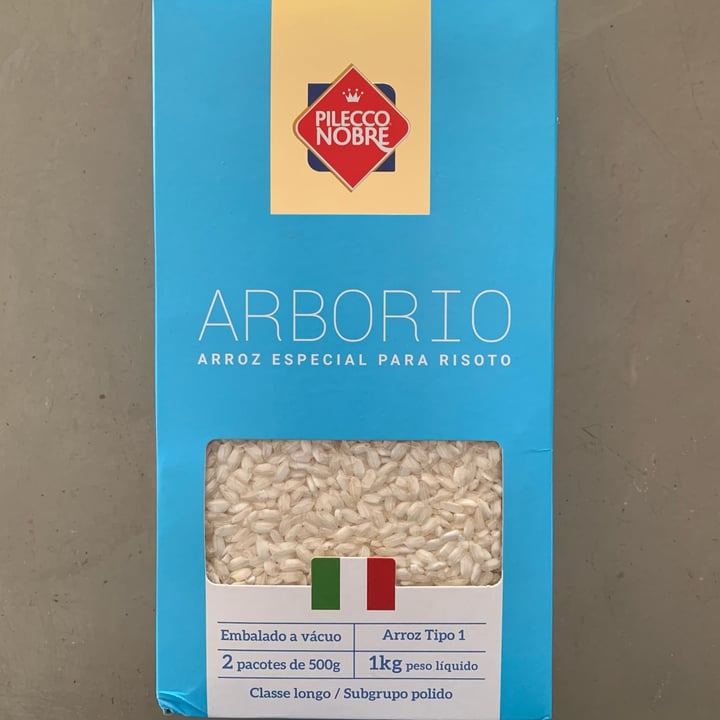 PILECCO
NOBRE
ARBORIO
ARROZ ESPECIAL PARA RISOTO
Embalado a vácuo
Arroz Tipo 1
2 pacotes de 500g
1kg peso líquido
Classe longo / Subgrupo polido